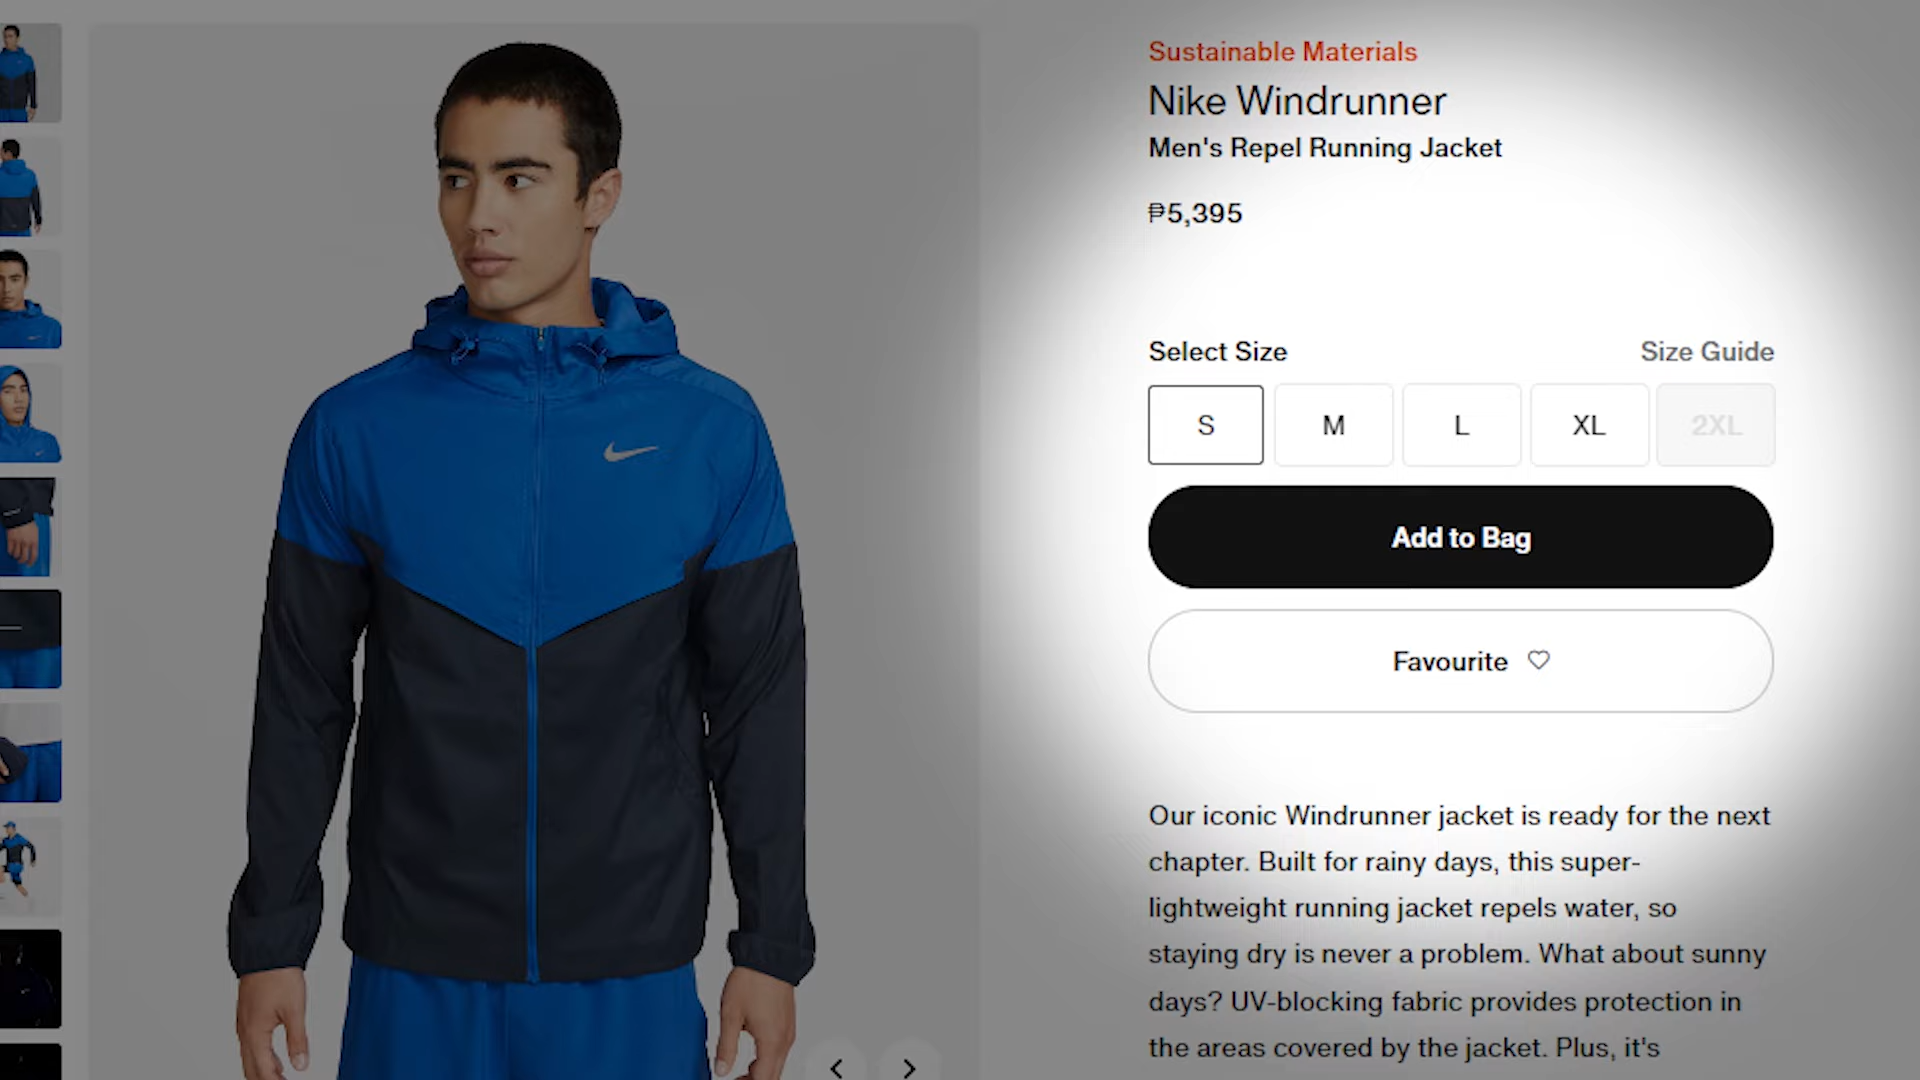 Sustainable Materials
Nike Windrunner
Men's Repel Running Jacket
₱5,395
Select Size
Size Guide
S
M
L
XL
2XL
Add to Bag
Favourite
Our iconic Windrunner jacket is ready for the next
chapter. Built for rainy days, this super-
lightweight running jacket repels water, so
staying dry is never a problem. What about sunny
days? UV-blocking fabric provides protection in
the areas covered by the jacket. Plus, it's